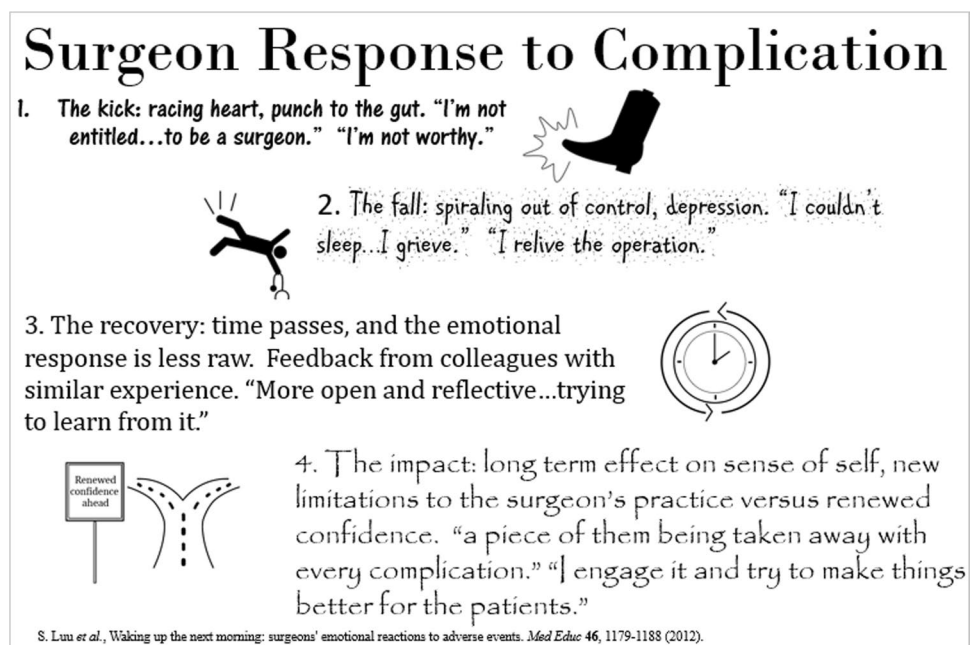 Surgeon Response to Complication
1. The kick: racing heart, punch to the gut. “I’m not
entitled…to be a surgeon.” “I’m not worthy.”
2. The fall: spiraling out of control, depression. “I couldn’t
sleep…I grieve.” “I relive the operation.”
3. The recovery: time passes, and the emotional
response is less raw. Feedback from colleagues with
similar experience. “More open and reflective…trying
to learn from it.”
Renewed
confidence
ahead
4. The impact: long term effect on sense of self, new
limitations to the surgeon’s practice versus renewed
confidence. “a piece of them being taken away with
every complication.” “I engage it and try to make things
better for the patients.”
S. Luu et al., Waking up the next morning: surgeons' emotional reactions to adverse events. Med Educ 46, 1179-1188 (2012).